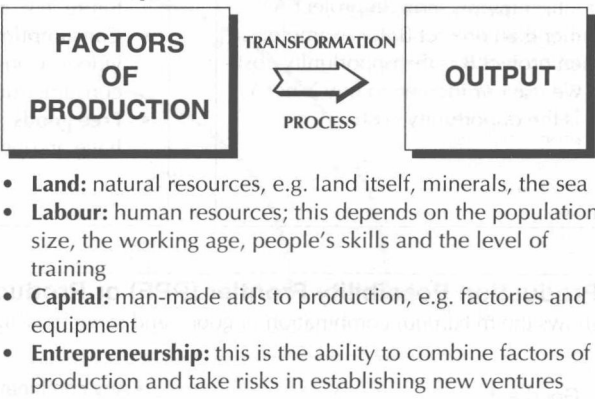 FACTORS
OF
PRODUCTION
TRANSFORMATION
PROCESS
OUTPUT
• Land: natural resources, e.g. land itself, minerals, the sea
• Labour: human resources; this depends on the population
size, the working age, people's skills and the level of
training
• Capital: man-made aids to production, e.g. factories and
equipment
• Entrepreneurship: this is the ability to combine factors of
production and take risks in establishing new ventures